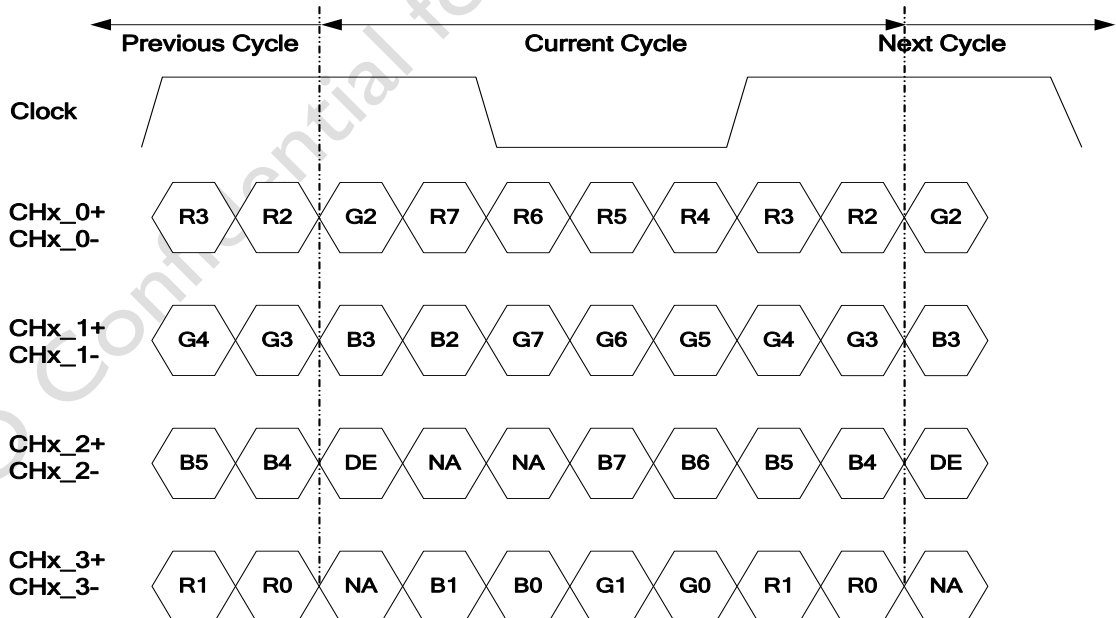 Previous Cycle Current Cycle Next Cycle
Clock
CHx_0+
CHx_0-
R3 R2 G2 R7 R6 R5 R4 R3 R2 G2
CHx_1+
CHx_1-
G4 G3 B3 B2 G7 G6 G5 G4 G3 B3
CHx_2+
CHx_2-
B5 B4 DE NA NA B7 B6 B5 B4 DE
CHx_3+
CHx_3-
R1 R0 NA B1 B0 G1 G0 R1 R0 NA
Confidential